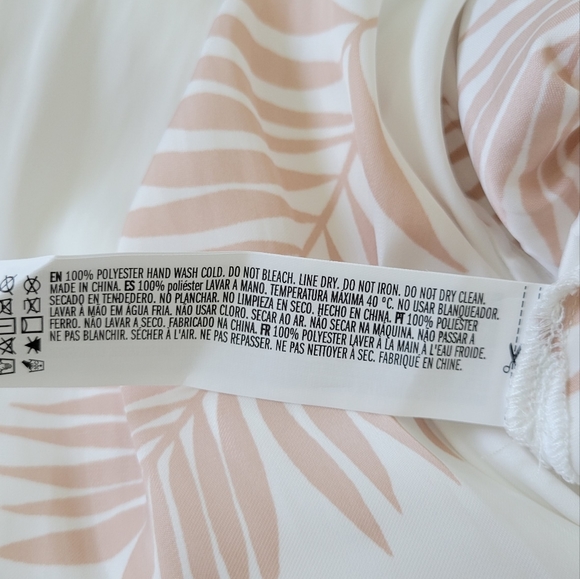 EN 100% POLYESTER HAND WASH COLD. DO NOT BLEACH. LINE DRY. DO NOT IRON. DO NOT DRY CLEAN.
MADE IN CHINA. ES 100% poliéster LAVAR A MANO. TEMPERATURA MÁXIMA 40 °C. NO USAR BLANQUEADOR.
SECADO EN TENDEDERO. NO PLANCHAR. NO LIMPIEZA EN SECO. HECHO EN CHINA. PT 100% POLIÉSTER
LAVAR À MÃO EM ÁGUA FRIA. NÃO USAR CLORO. SECAR AO AR. NÃO SECAR NA MÁQUINA. NÃO PASSAR A
FERRO. NÃO LAVAR A SECO. FABRICADO NA CHINA. FR 100% POLYESTER LAVER À LA MAIN À L'EAU FROIDE.
NE PAS BLANCHIR. SÉCHER À L'AIR. NE PAS REPASSER. NE PAS NETTOYER À SEC. FABRIQUÉ EN CHINE.